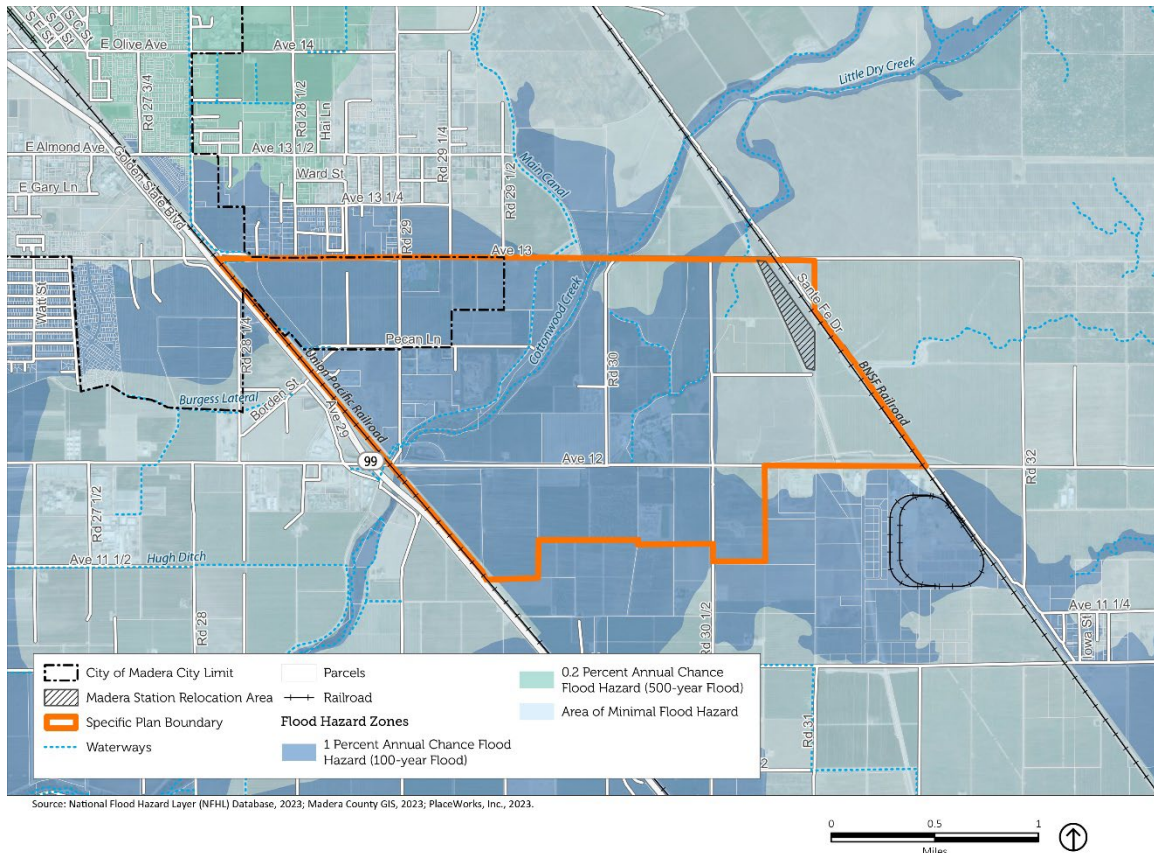 S E St
S D St
S C St
E Olive Ave
Ave 14
Rd 27 3/4
Rd 28 1/2
Hai Ln
Little Dry Creek
E Almond Ave
Golden State Blvd
Ave 13 1/2
Rd 29 1/4
Rd 29 1/2
Main Canal
E Gary Ln
Ward St
Ave 13 1/4
Rd 29
Ave 13
Watt St
Rd 28 1/4
Pecan Ln
Cottonwood Creek
Sante Fe Dr
Rd 30
BNSF Railroad
Union Pacific Railroad
Burgess Lateral
Borden St
Ave 29
99
Ave 12
Rd 32
Rd 27 1/2
Ave 11 1/2
Hugh Ditch
Rd 28
Rd 30 1/2
Ave 11 1/4
Iowa St
Rd 31
City of Madera City Limit
Madera Station Relocation Area
Specific Plan Boundary
Waterways
Parcels
Railroad
Flood Hazard Zones
1 Percent Annual Chance Flood
Hazard (100-year Flood)
0.2 Percent Annual Chance
Flood Hazard (500-year Flood)
Area of Minimal Flood Hazard
Source: National Flood Hazard Layer (NFHL) Database, 2023; Madera County GIS, 2023; PlaceWorks, Inc., 2023.
0
0.5
1
Miles